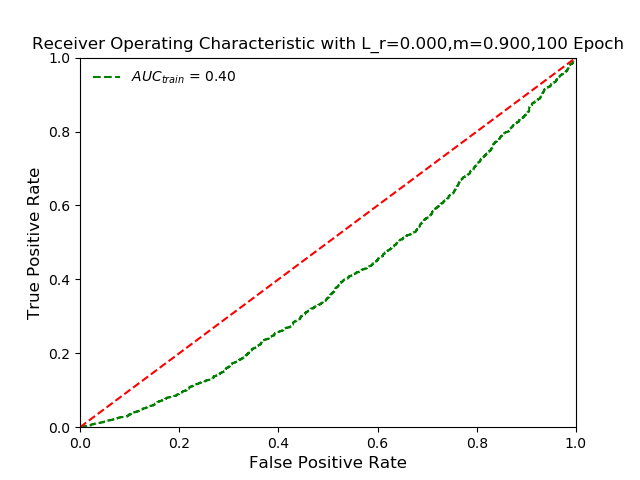 Receiver Operating Characteristic with L_r=0.000,m=0.900,100 Epoch
AUCtrain = 0.40
1.0
0.8
0.6
0.4
0.2
0.0
True Positive Rate
0.0 0.2 0.4 0.6 0.8 1.0
False Positive Rate